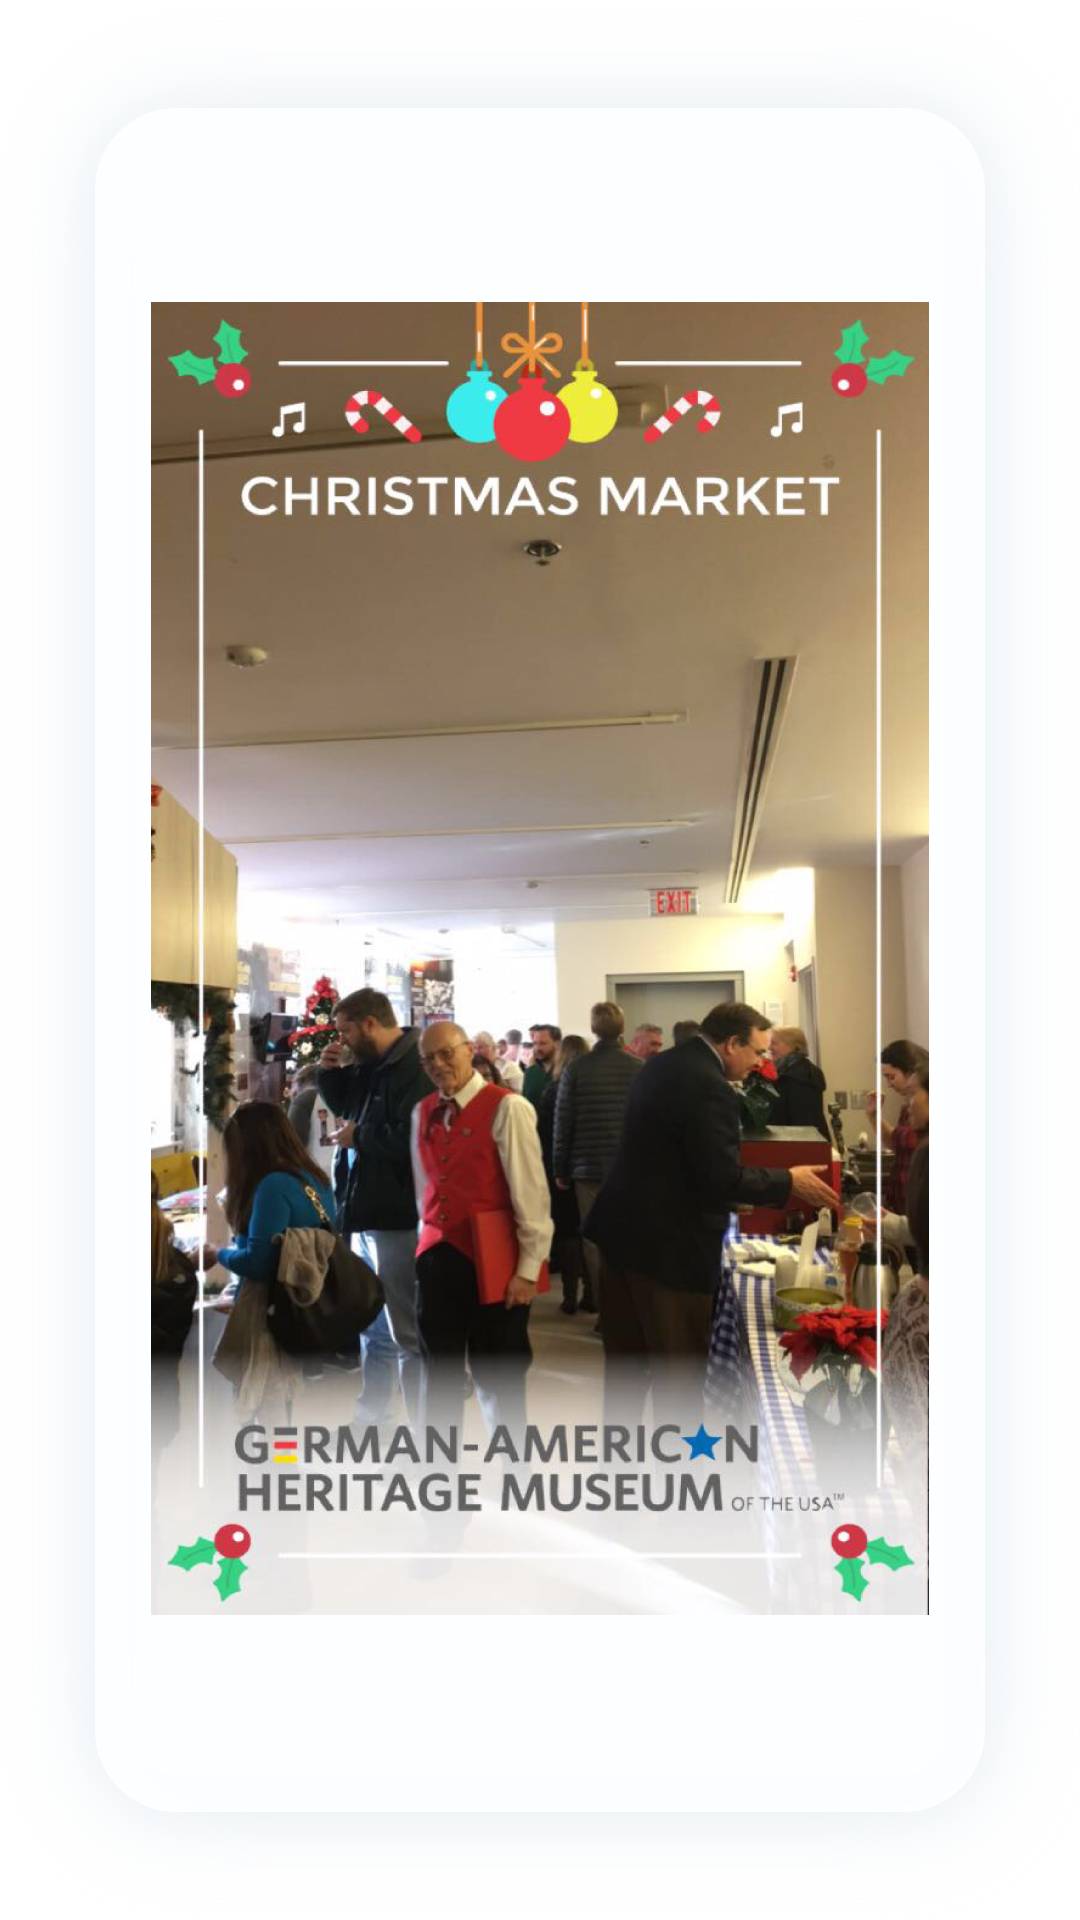 CHRISTMAS MARKET
EXIT
GERMAN-AMERICAN
HERITAGE MUSEUM OF THE USA™